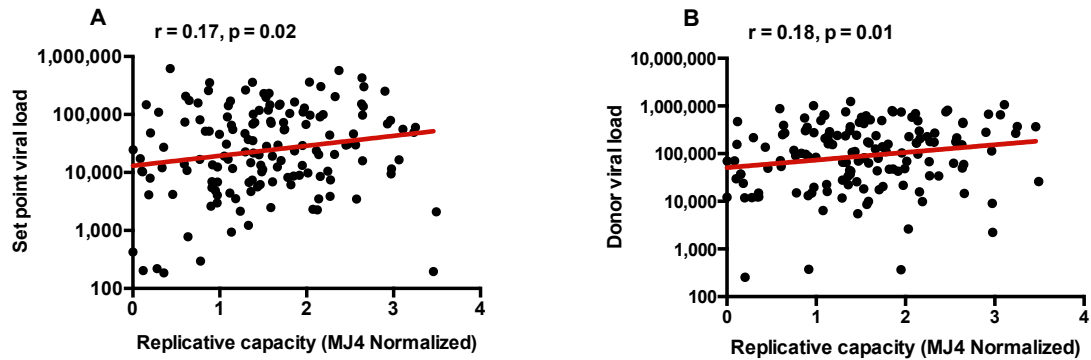 A
r = 0.17, p = 0.02
1,000,000
100,000
10,000
1,000
100
0 1 2 3 4
Set point viral load
Replicative capacity (MJ4 Normalized)
B
r = 0.18, p = 0.01
10,000,000
1,000,000
100,000
10,000
1,000
100
0 1 2 3 4
Donor viral load
Replicative capacity (MJ4 Normalized)